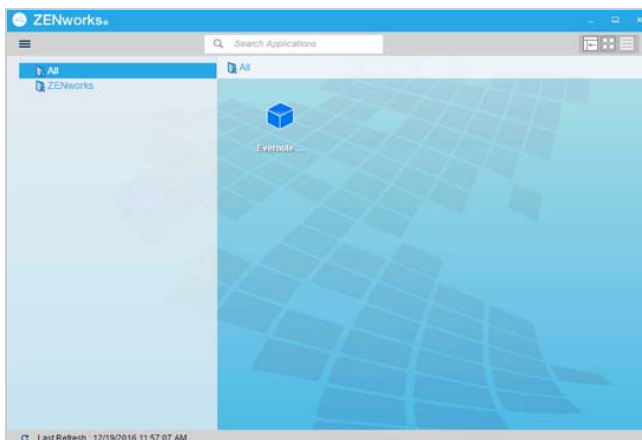 ZENworks.
Search Applications
All
ZENworks
All
Evernote....
Last Refresh : 12/19/2016 11:57:07 AM